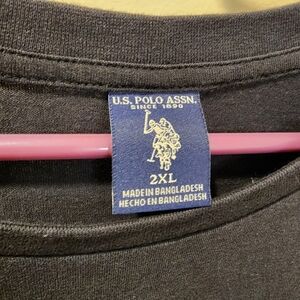 U.S. POLO ASSN.
SINCE 1890
2XL
MADE IN BANGLADESH
HECHO EN BANGLADESH